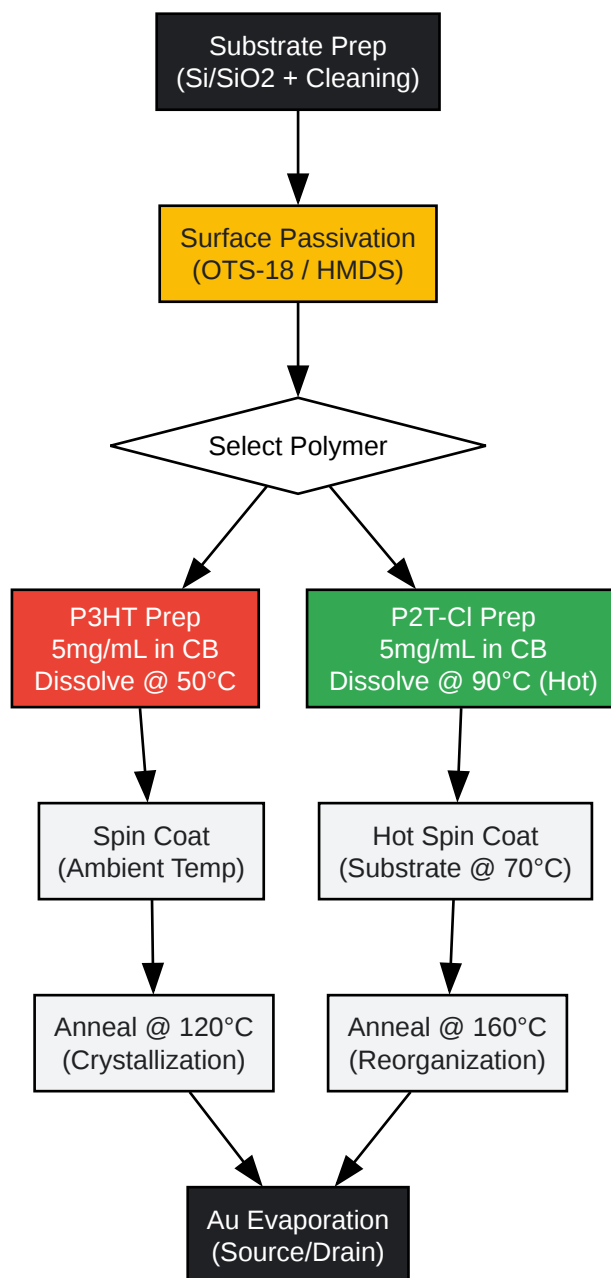 Substrate Prep
(Si/SiO2 + Cleaning)
Surface Passivation
(OTS-18 / HMDS)
Select Polymer
P3HT Prep
5mg/mL in CB
Dissolve @ 50°C
P2T-Cl Prep
5mg/mL in CB
Dissolve @ 90°C (Hot)
Spin Coat
(Ambient Temp)
Hot Spin Coat
(Substrate @ 70°C)
Anneal @ 120°C
(Crystallization)
Anneal @ 160°C
(Reorganization)
Au Evaporation
(Source/Drain)